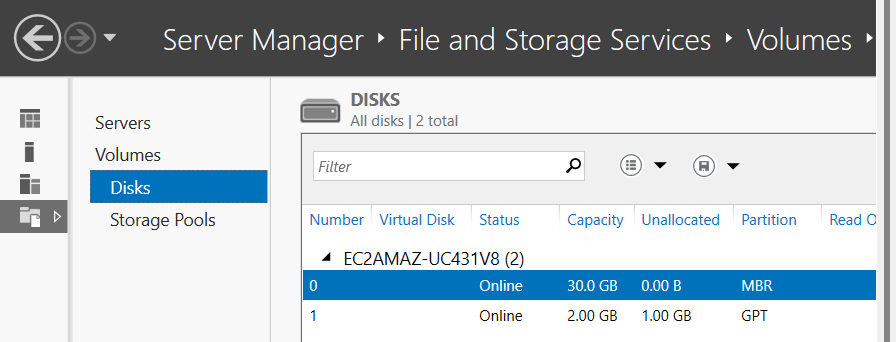 Server Manager ‣ File and Storage Services ‣ Volumes ‣
Servers
Volumes
Disks
Storage Pools
DISKS
All disks | 2 total
Filter
Number Virtual Disk Status Capacity Unallocated Partition Read O
EC2AMAZ-UC431V8 (2)
0 Online 30.0 GB 0.00 B MBR
1 Online 2.00 GB 1.00 GB GPT